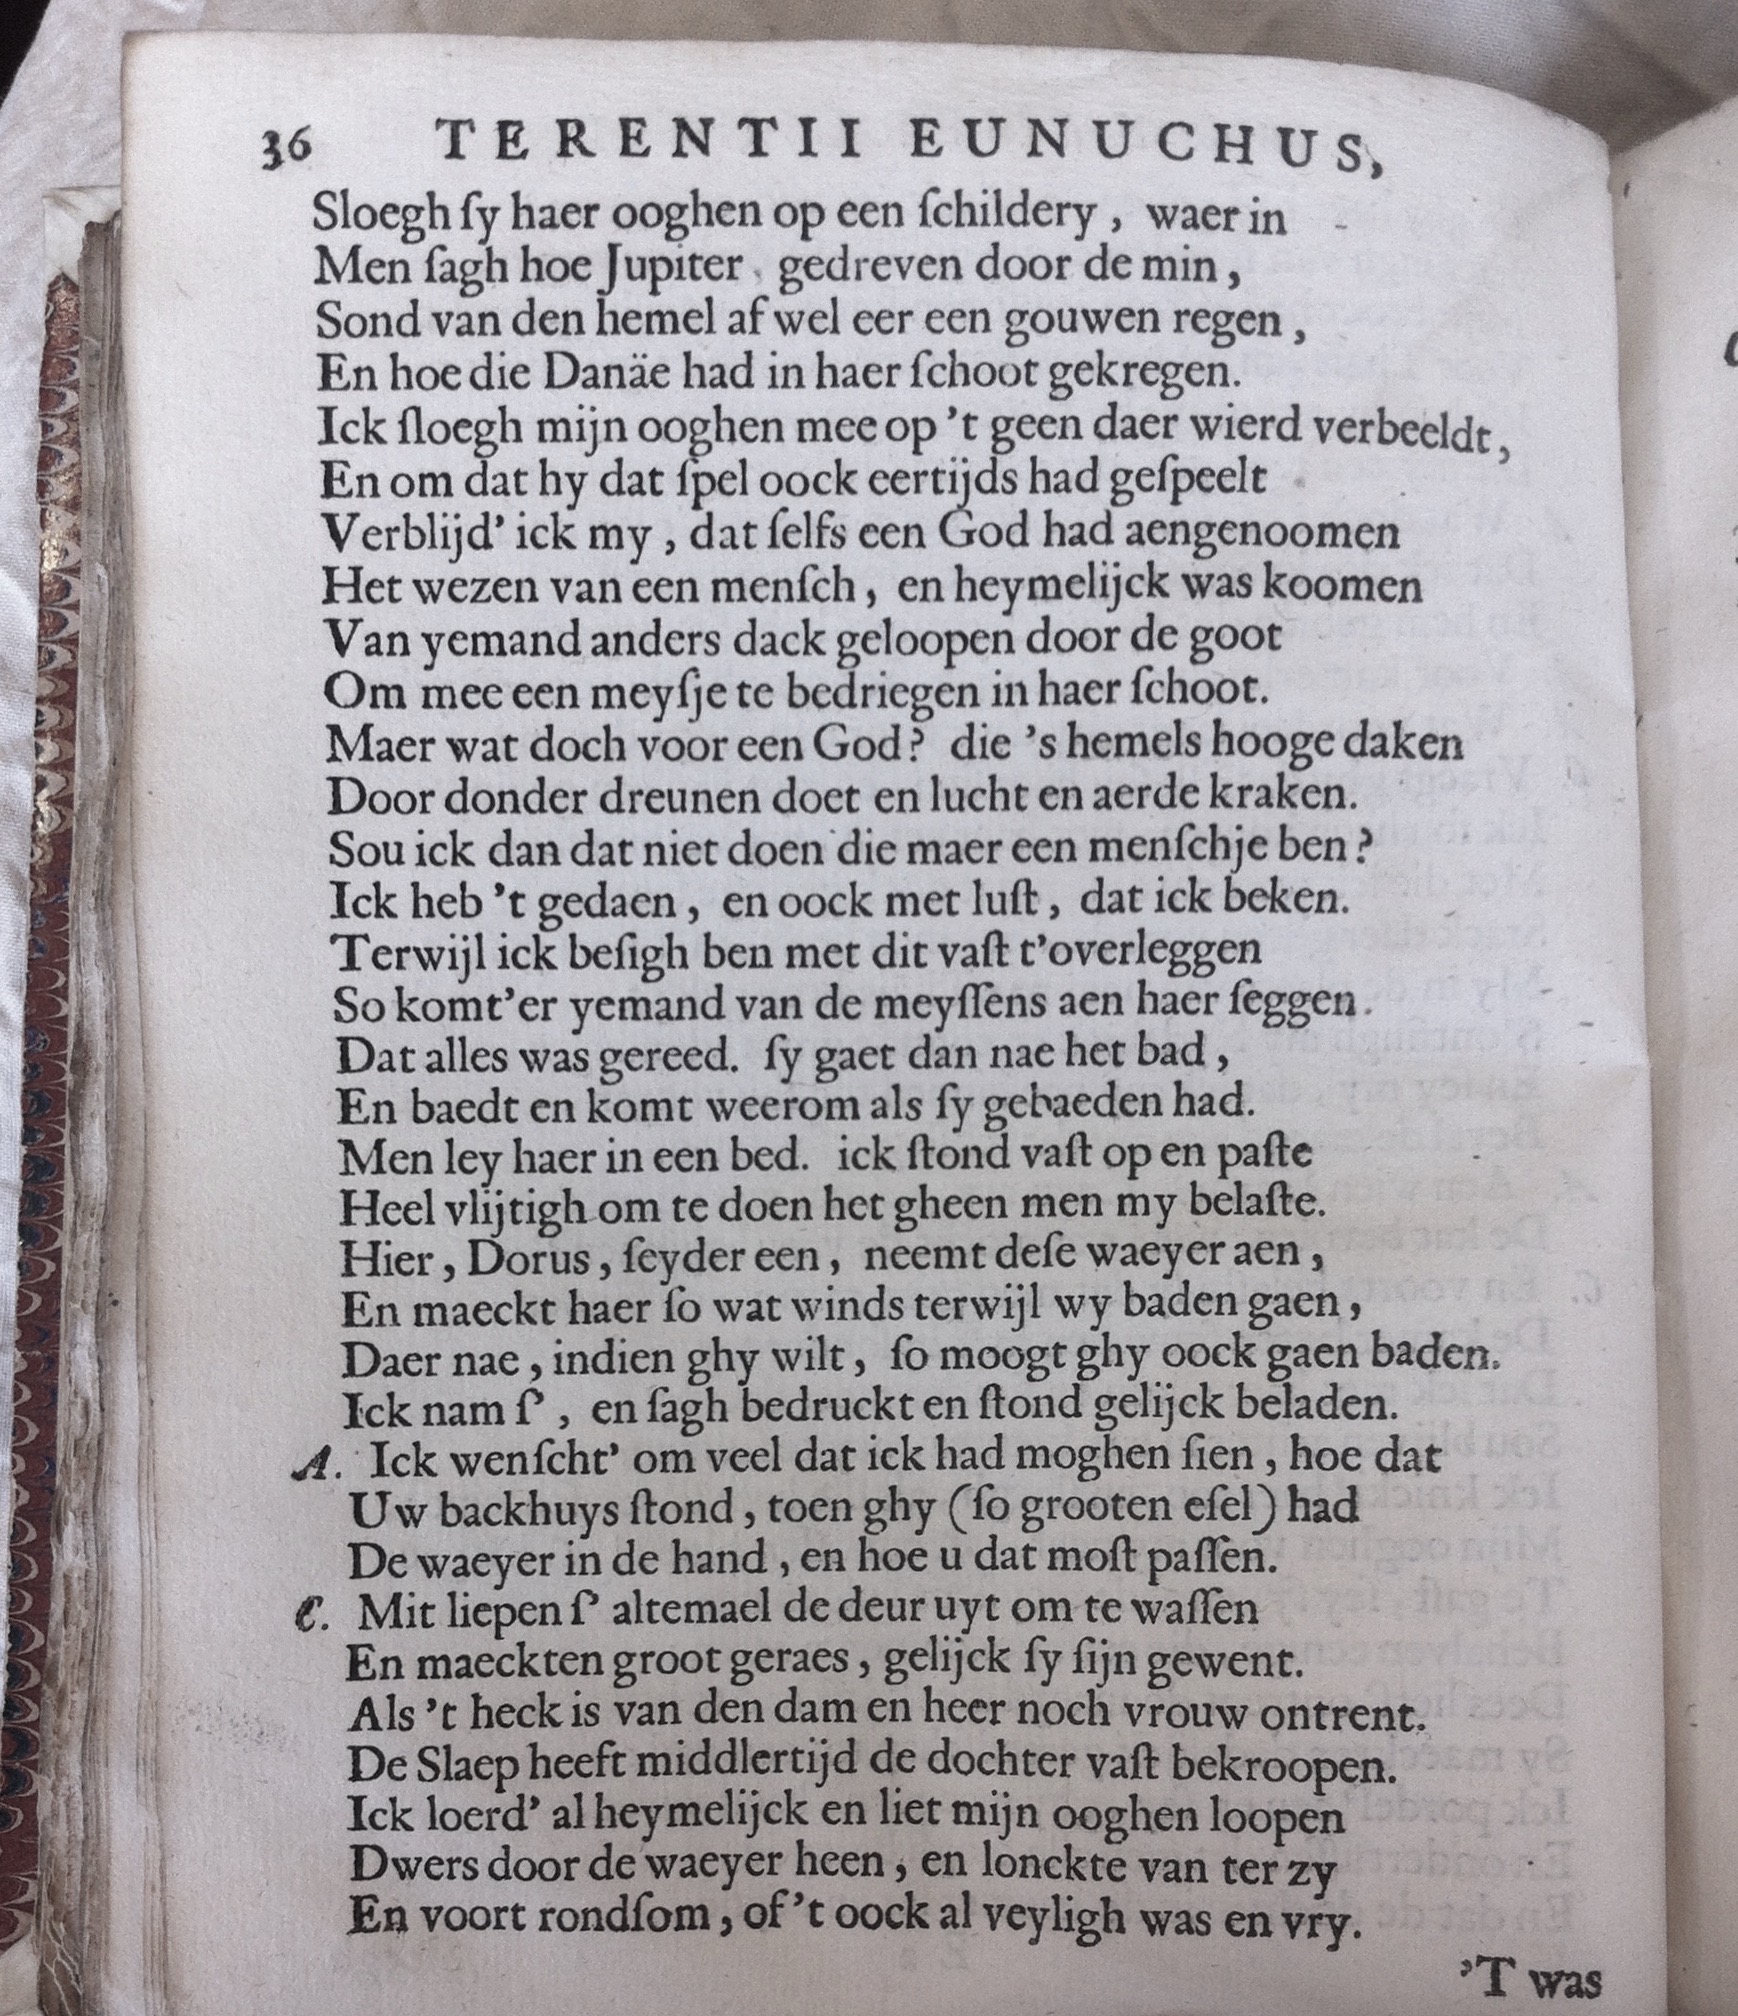 36 TERENTII EUNUCHUS,
Sloegh ſy haer ooghen op een ſchildery, waer in
Men ſagh hoe Jupiter, gedreven door de min,
Sond van den hemel af wel eer een gouwen regen,
En hoe die Danäe had in haer ſchoot gekregen.
Ick ſloegh mijn ooghen mee op 't geen daer wierd verbeeldt,
En om dat hy dat ſpel oock eertijds had geſpeelt
Verblijd' ick my, dat ſelfs een God had aengenoomen
Het wezen van een menſch, en heymelijck was koomen
Van yemand anders dack geloopen door de goot
Om mee een meyſje te bedriegen in haer ſchoot.
Maer wat doch voor een God? die 's hemels hooge daken
Door donder dreunen doet en lucht en aerde kraken.
Sou ick dan dat niet doen die maer een menſchje ben?
Ick heb 't gedaen, en oock met luſt, dat ick beken.
Terwijl ick beſigh ben met dit vaſt t'overleggen
So komt'er yemand van de meyſſens aen haer ſeggen.
Dat alles was gereed. ſy gaet dan nae het bad,
En baedt en komt weerom als ſy gebaeden had.
Men ley haer in een bed. ick ſtond vaſt op en paſte
Heel vlijtigh om te doen het gheen men my belaſte.
Hier, Dorus, ſeyder een, neemt deſe waeyer aen,
En maeckt haer ſo wat winds terwijl wy baden gaen,
Daer nae, indien ghy wilt, ſo moogt ghy oock gaen baden.
Ick nam ſ', en ſagh bedruckt en ſtond gelijck beladen.
A. Ick wenſcht' om veel dat ick had moghen ſien, hoe dat
Uw backhuys ſtond, toen ghy (ſo grooten eſel) had
De waeyer in de hand, en hoe u dat moſt paſſen.
C. Mit liepen ſ' altemael de deur uyt om te waſſen
En maeckten groot geraes, gelijck ſy ſijn gewent.
Als 't heck is van den dam en heer noch vrouw ontrent.
De Slaep heeft middlertijd de dochter vaſt bekroopen.
Ick loerd' al heymelijck en liet mijn ooghen loopen
Dwers door de waeyer heen, en lonckte van ter zy
En voort rondſom, of 't oock al veyligh was en vry.
'T was